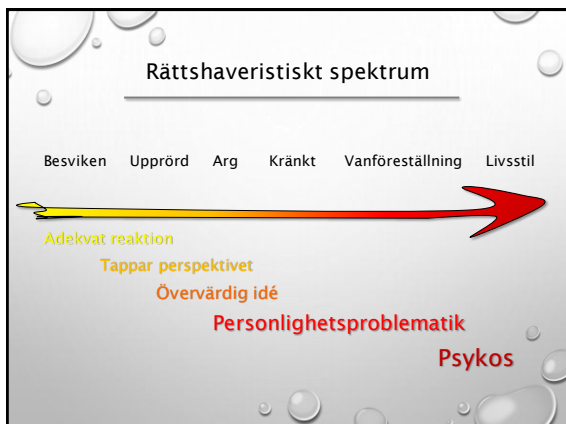 Rättshaveristiskt spektrum
Besviken Upprörd Arg Kränkt Vanföreställning Livsstil
Adekvat reaktion
Tappar perspektivet
Övervärdig idé
Personlighetsproblematik
Psykos